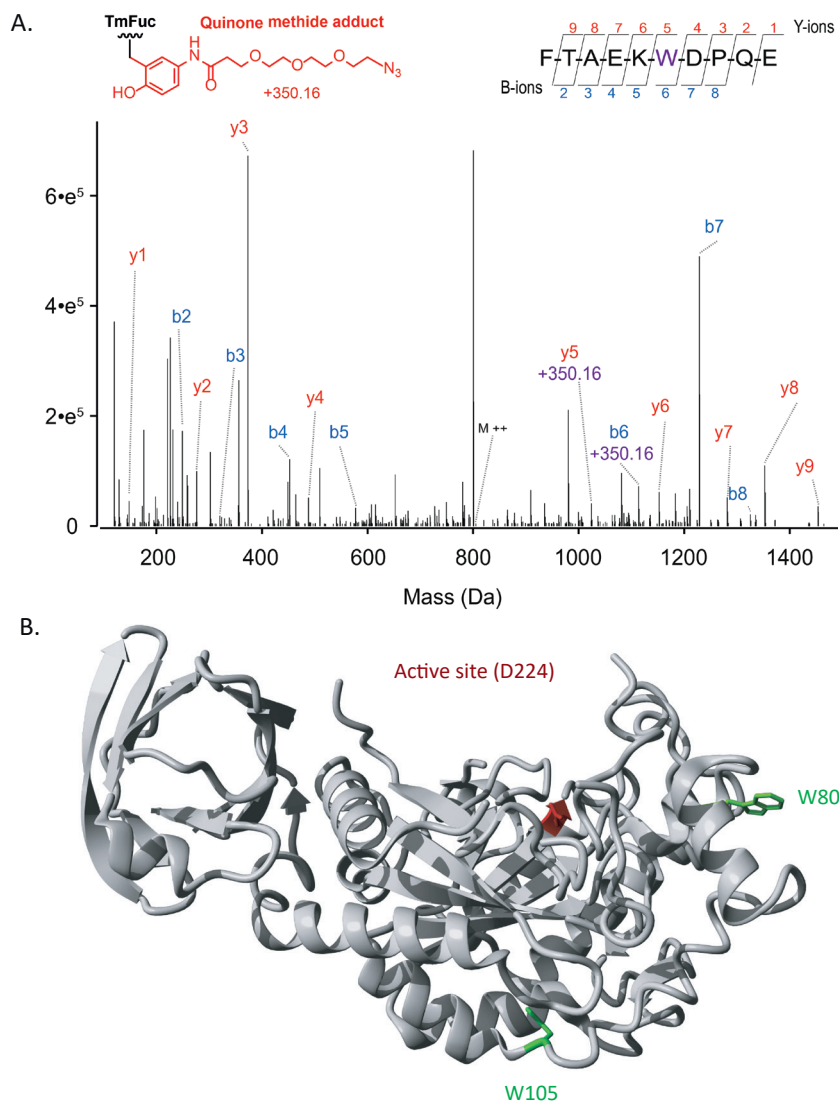 A.
TmFuc
Quinone methide adduct
H
N
O
O
O
O
N3
HO
+350.16
9 8 7 6 5 4 3 2 1 Y-ions
F-T-A-E-K-W-D-P-Q-E
B-ions 2 3 4 5 6 7 8
y3
6•e⁵
b7
y1
4•e⁵
b2
b3
y5
+350.16
y2
y4
y8
y6
b4
b5
M ++
b6
+350.16
y7
y9
2•e⁵
b8
0
200 400 600 800 1000 1200 1400
Mass (Da)
B.
Active site (D224)
W80
W105